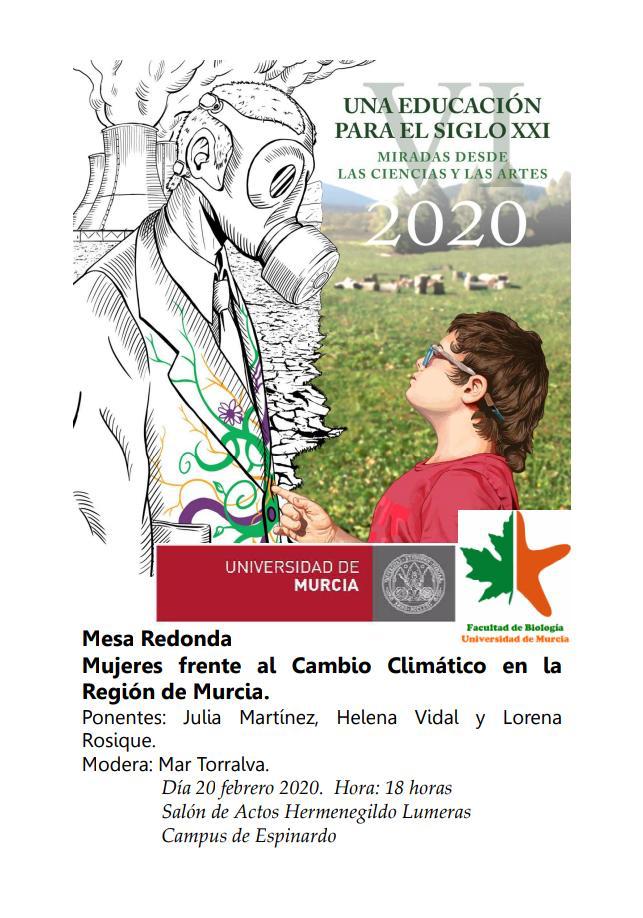 VI
UNA EDUCACIÓN
PARA EL SIGLO XXI
MIRADAS DESDE
LAS CIENCIAS Y LAS ARTES
2020
UNIVERSIDAD DE
MURCIA
Facultad de Biología
Universidad de Murcia
Mesa Redonda
Mujeres frente al Cambio Climático en la
Región de Murcia.
Ponentes: Julia Martínez, Helena Vidal y Lorena
Rosique.
Modera: Mar Torralva.
Día 20 febrero 2020. Hora: 18 horas
Salón de Actos Hermenegildo Lumeras
Campus de Espinardo